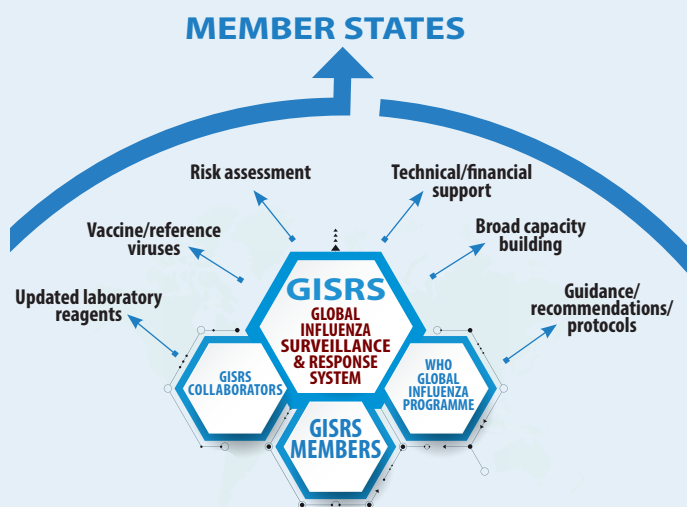 MEMBER STATES
Risk assessment
Technical/financial
support
Vaccine/reference
viruses
Broad capacity
building
Updated laboratory
reagents
Guidance/
recommendations/
protocols
GISRS
GLOBAL
INFLUENZA
SURVEILLANCE
& RESPONSE
SYSTEM
GISRS
COLLABORATORS
WHO
GLOBAL
INFLUENZA
PROGRAMME
GISRS
MEMBERS